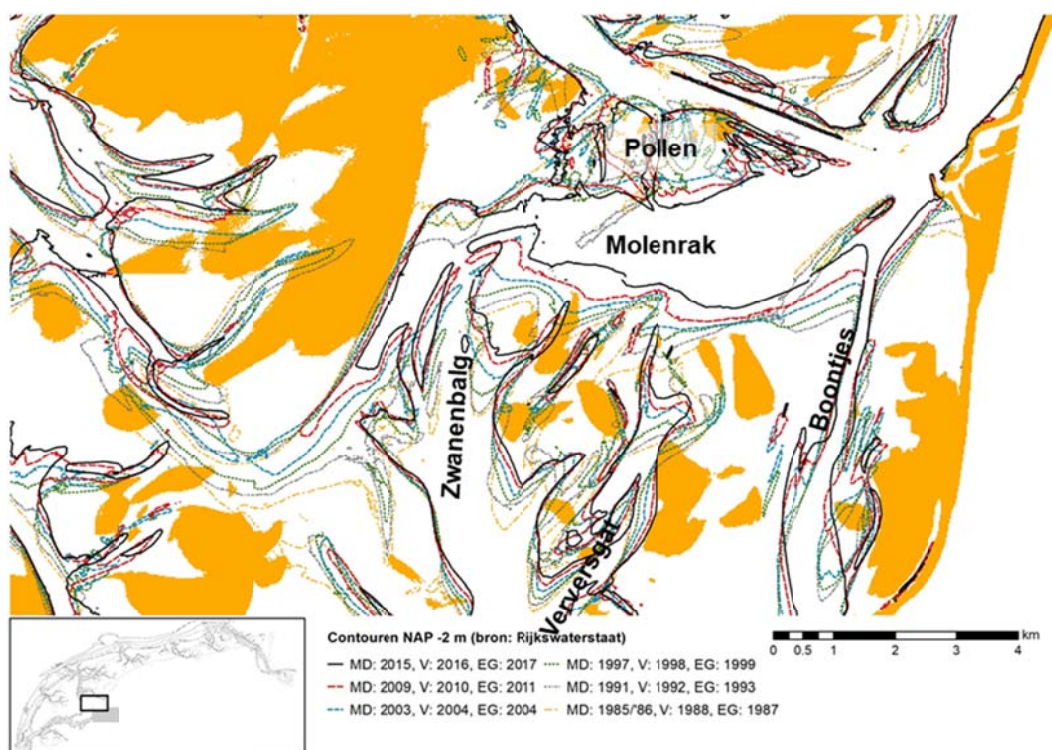 Pollen
Molenrak
Zwanenbalg
Boontjes
Verversgat
Contouren NAP -2 m (bron: Rijkswaterstaat)
MD: 2015, V: 2016, EG: 2017
MD: 1997, V: 1998, EG: 1999
MD: 2009, V: 2010, EG: 2011
MD: 1991, V: 1992, EG: 1993
MD: 2003, V: 2004, EG: 2004
MD: 1985/'86, V: 1988, EG: 1987
km
0 0.5 1 2 3 4